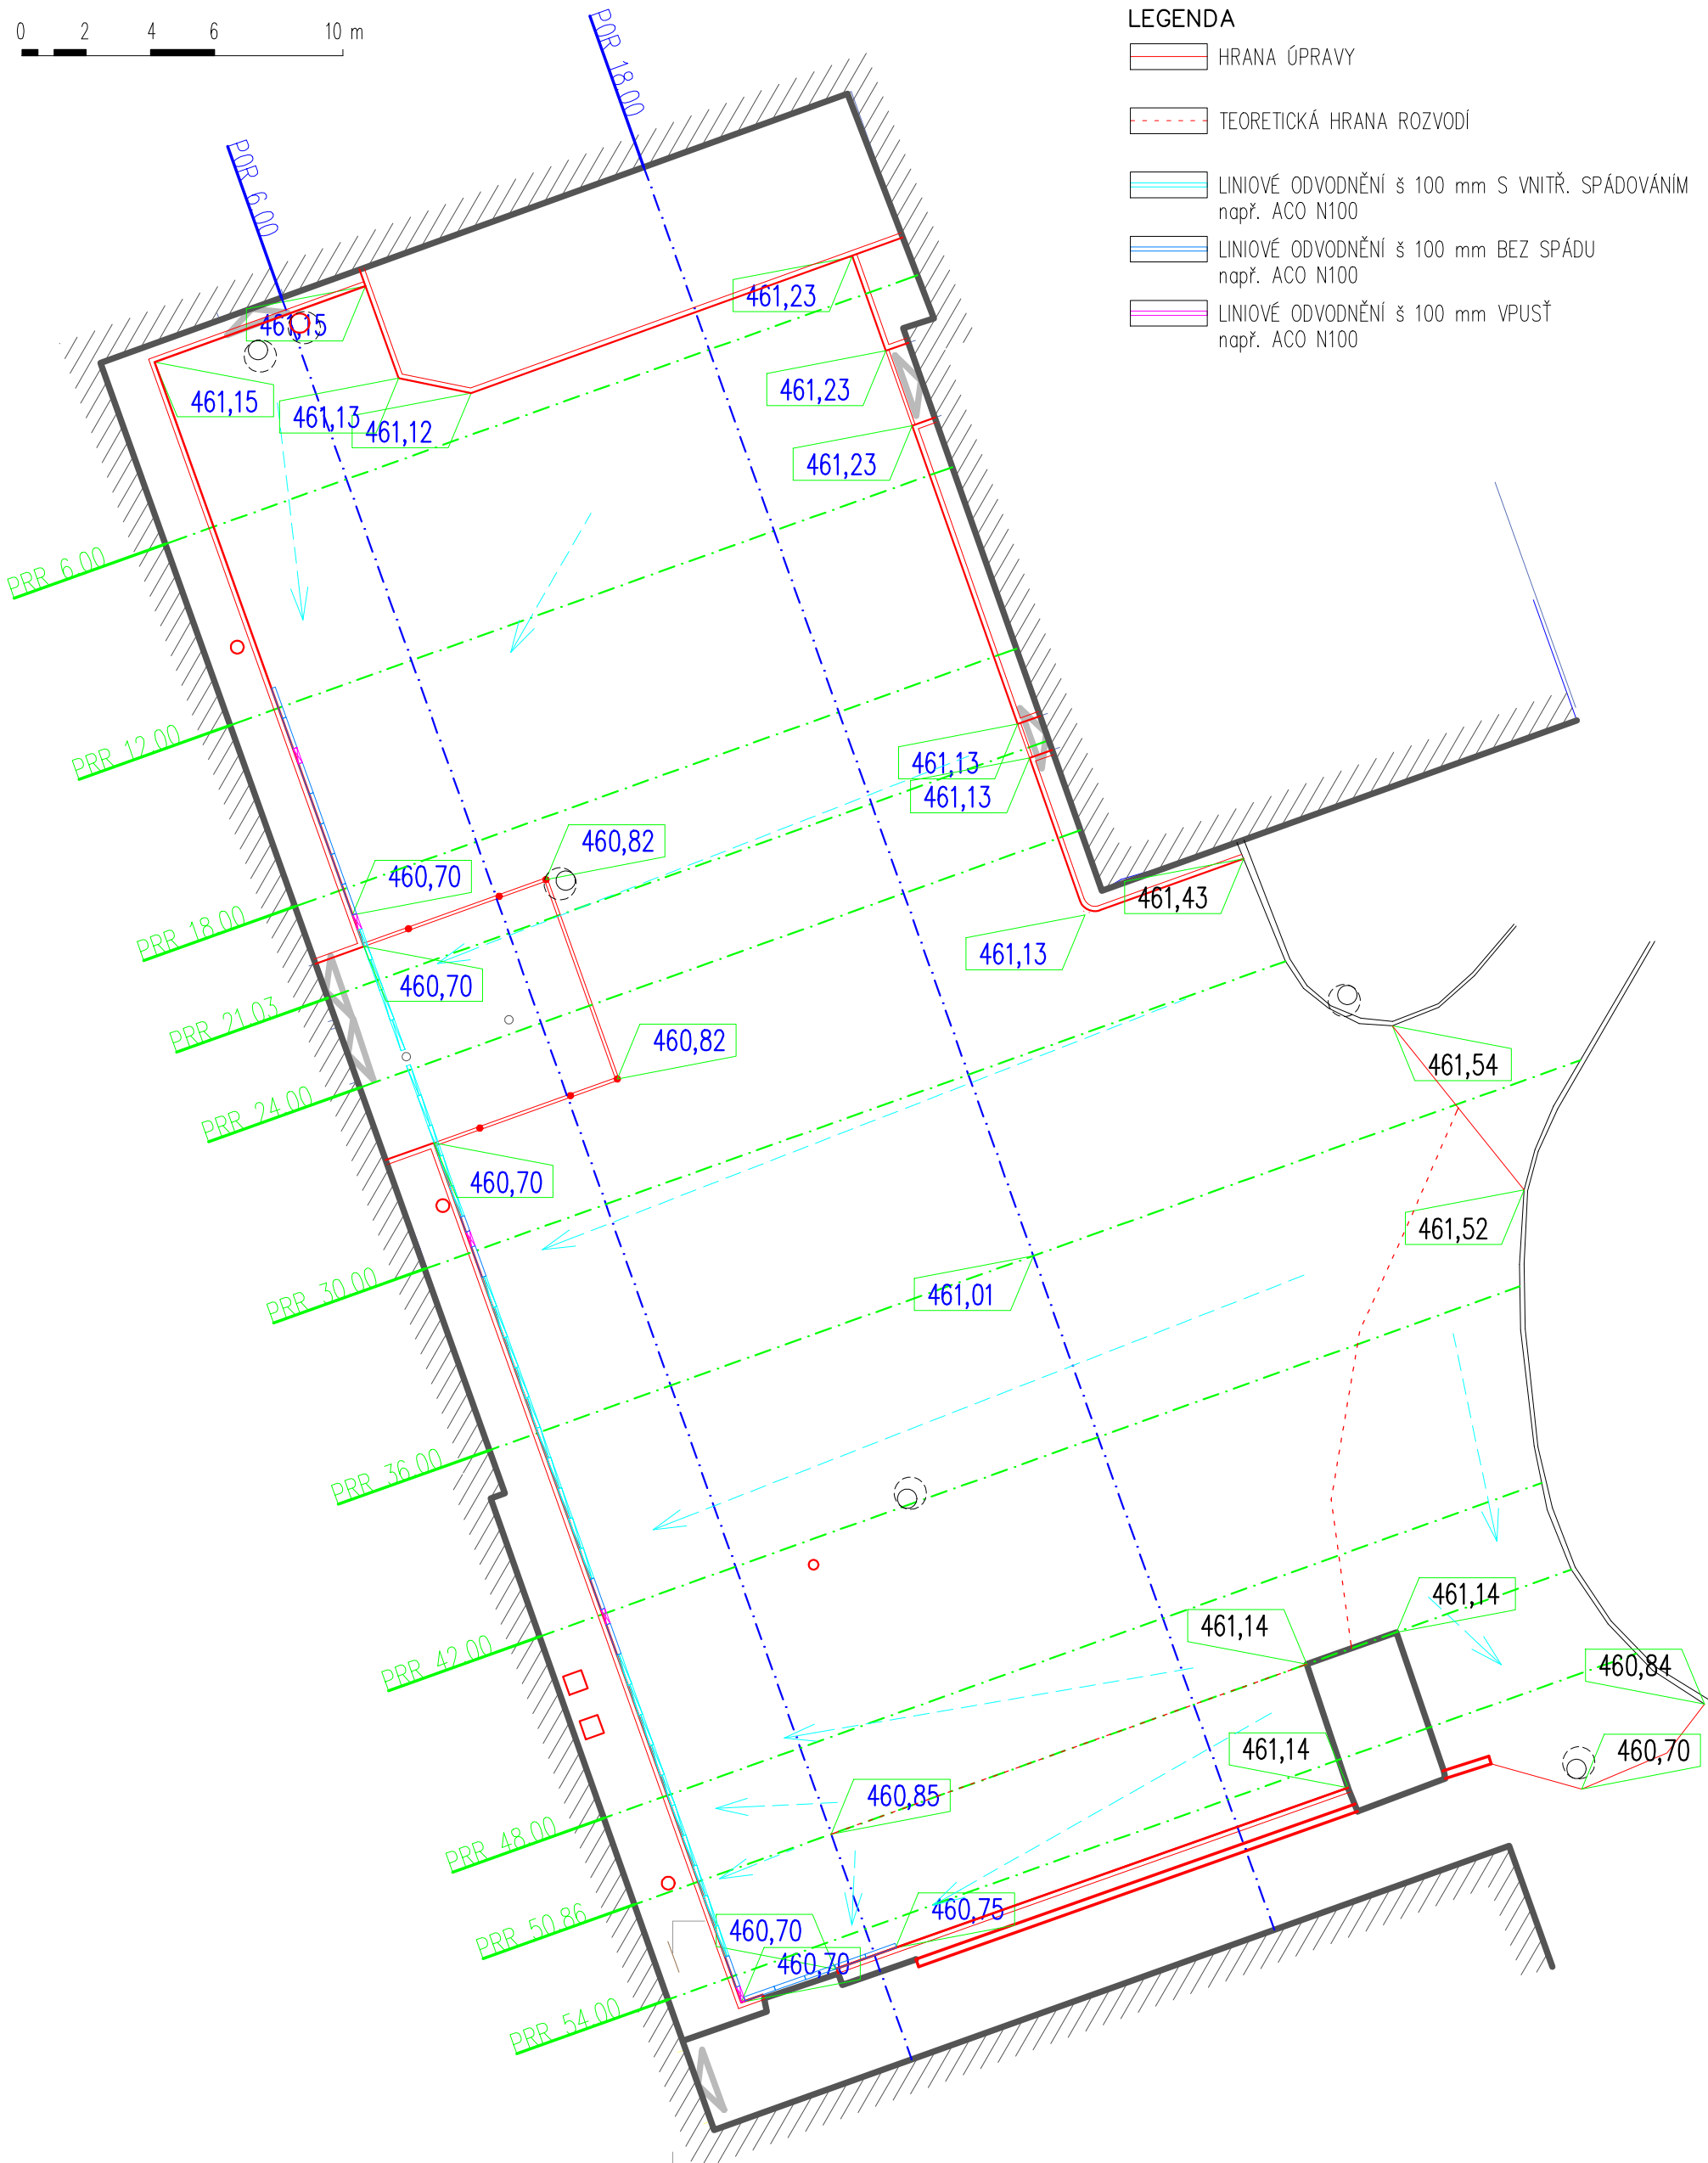 0 2 4 6 10 m
LEGENDA
HRANA ÚPRAVY
TEORETICKÁ HRANA ROZVODÍ
LINIOVÉ ODVODNĚNÍ š 100 mm S VNITŘ. SPÁDOVÁNÍM
např. ACO N100
LINIOVÉ ODVODNĚNÍ š 100 mm BEZ SPÁDU
např. ACO N100
LINIOVÉ ODVODNĚNÍ š 100 mm VPUSŤ
např. ACO N100
POR 18.00
POR 6.00
461,23
461,15
461,15
461,13
461,12
461,23
461,23
PRR 6.00
PRR 12.00
461,13
461,13
460,82
460,70
461,43
PRR 18.00
461,13
460,70
PRR 21.03
460,82
461,54
PRR 24.00
460,70
461,52
PRR 30.00
461,01
PRR 36.00
461,14
461,14
PRR 42.00
460,84
461,14
460,70
460,85
PRR 48.00
460,75
PRR 50.86
460,70
460,70
PRR 54.00